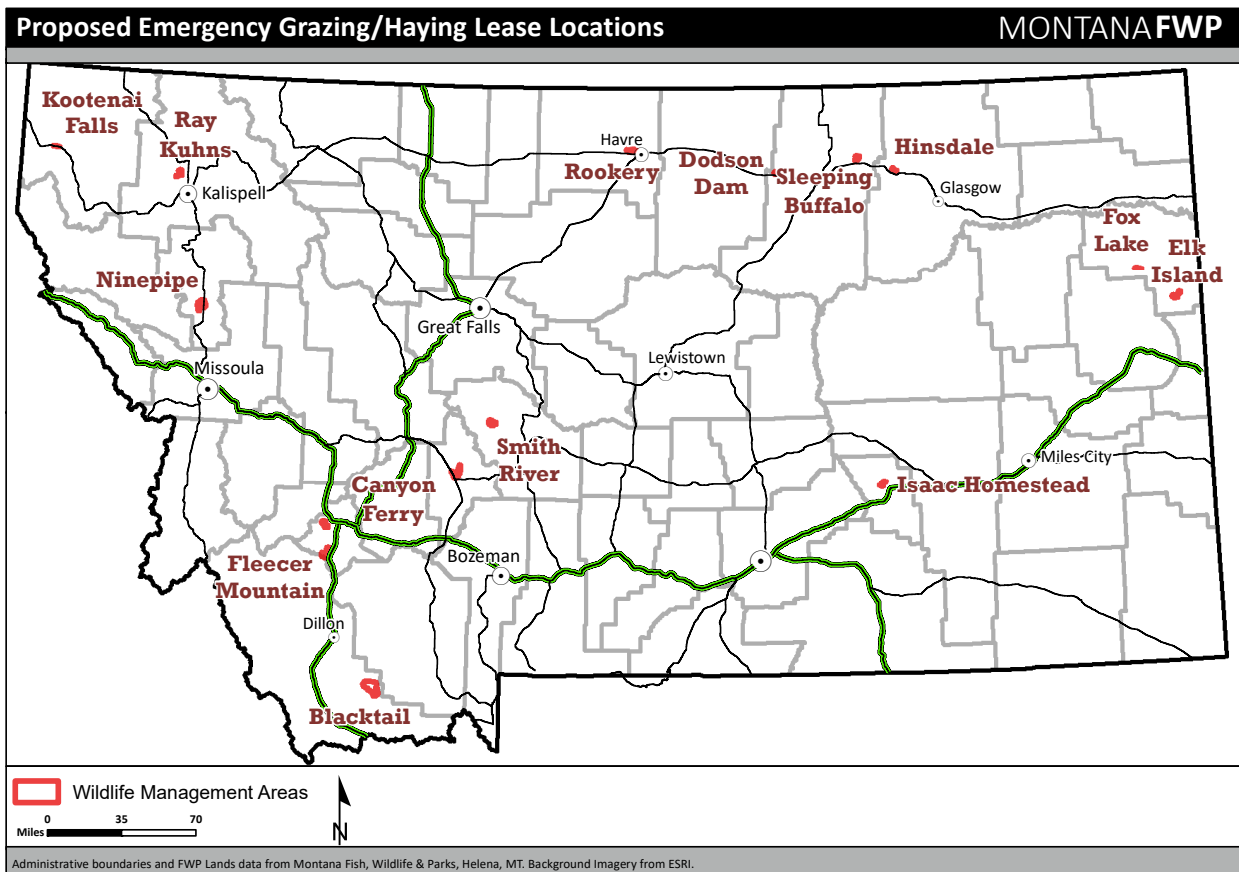 Proposed Emergency Grazing/Haying Lease Locations
MONTANA FWP
Kootenai
Falls
Ray
Kuhns
Kalispell
Havre
Rookery
Dodson
Dam
Sleeping
Buffalo
Hinsdale
Glasgow
Fox
Lake
Elk
Island
Ninepipe
Great Falls
Lewistown
Missoula
Smith
River
Canyon
Ferry
Miles City
Isaac Homestead
Fleecer
Mountain
Bozeman
Dillon
Blacktail
Wildlife Management Areas
0 35 70
Miles
N
Administrative boundaries and FWP Lands data from Montana Fish, Wildlife & Parks, Helena, MT. Background Imagery from ESRI.